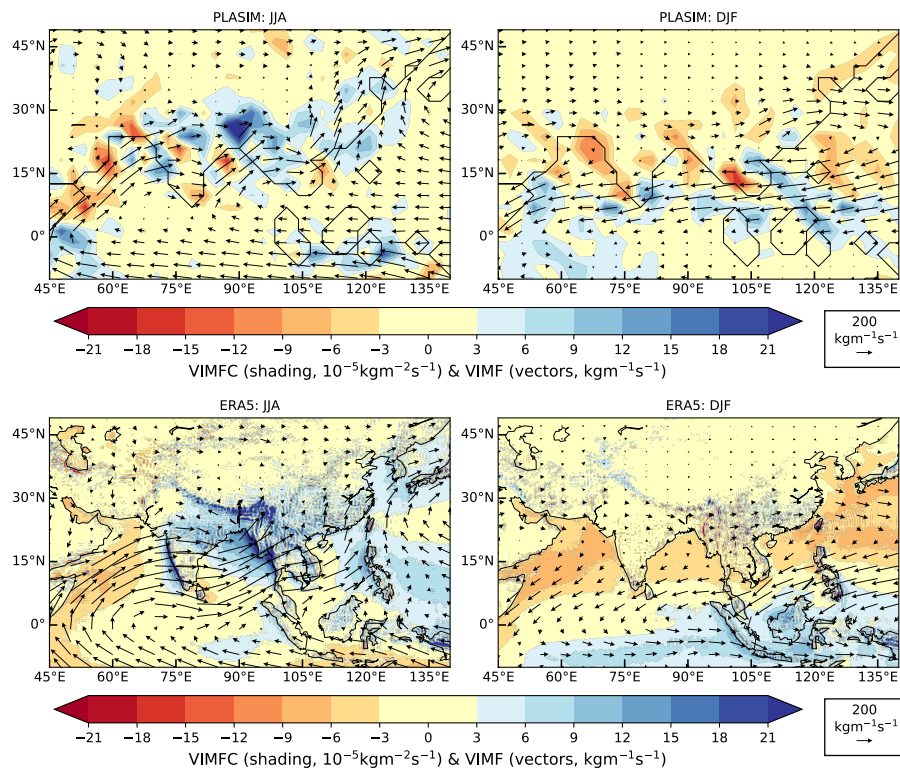 PLASIM: JJA
PLASIM: DJF
45°N
30°N
15°N
0°
45°E 60°E 75°E 90°E 105°E 120°E 135°E
45°N
30°N
15°N
0°
45°E 60°E 75°E 90°E 105°E 120°E 135°E
−21 −18 −15 −12 −9 −6 −3 0 3 6 9 12 15 18 21
VIMFC (shading, 10⁻⁵kgm⁻²s⁻¹) & VIMF (vectors, kgm⁻¹s⁻¹)
200
kgm⁻¹s⁻¹
ERA5: JJA
ERA5: DJF
45°N
30°N
15°N
0°
45°E 60°E 75°E 90°E 105°E 120°E 135°E
45°N
30°N
15°N
0°
45°E 60°E 75°E 90°E 105°E 120°E 135°E
−21 −18 −15 −12 −9 −6 −3 0 3 6 9 12 15 18 21
VIMFC (shading, 10⁻⁵kgm⁻²s⁻¹) & VIMF (vectors, kgm⁻¹s⁻¹)
200
kgm⁻¹s⁻¹